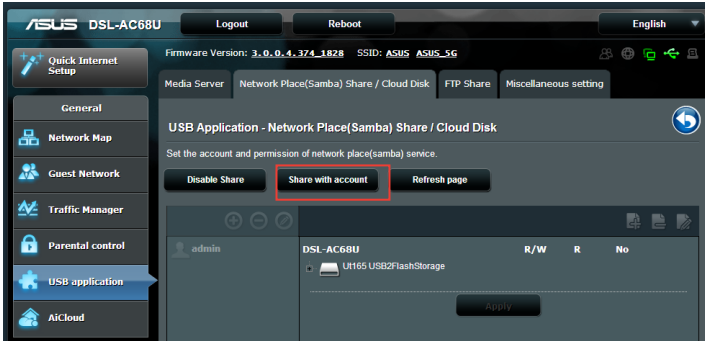 ASUS DSL-AC68U Logout Reboot English
Quick Internet Setup
Firmware Version: 3.0.0.4.374_1828 SSID: ASUS ASUS_5G
Media Server Network Place(Samba) Share / Cloud Disk FTP Share Miscellaneous setting
General
Network Map
Guest Network
Traffic Manager
Parental control
USB application
AiCloud
USB Application - Network Place(Samba) Share / Cloud Disk
Set the account and permission of network place(samba) service.
Disable Share Share with account Refresh page
admin
DSL-AC68U R/W R No
Ut165 USB2FlashStorage
Apply